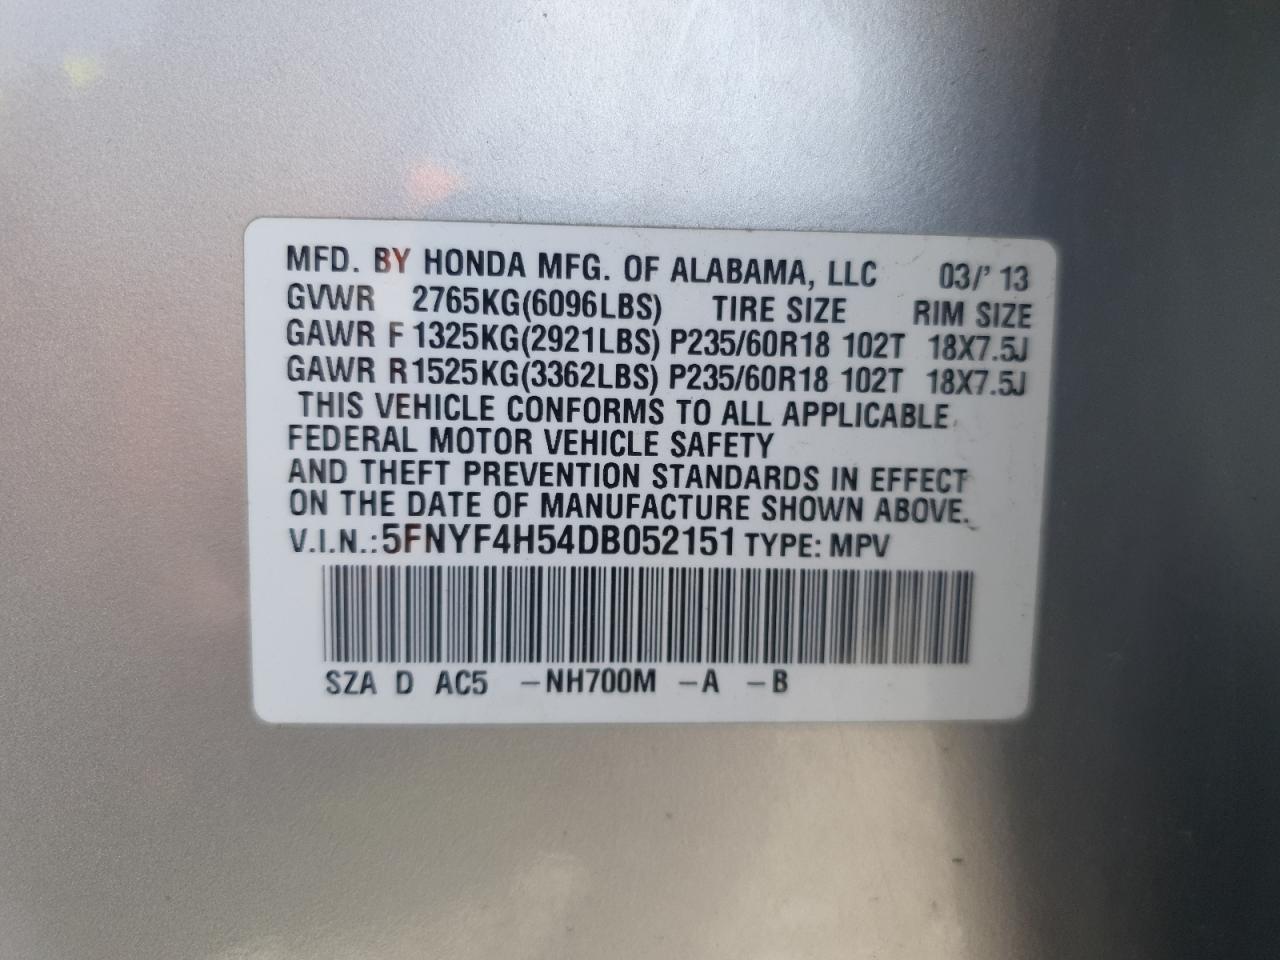 MFD. BY HONDA MFG. OF ALABAMA, LLC 03/' 13
GVWR 2765KG(6096LBS) TIRE SIZE RIM SIZE
GAWR F 1325KG(2921LBS) P235/60R18 102T 18X7.5J
GAWR R 1525KG(3362LBS) P235/60R18 102T 18X7.5J
THIS VEHICLE CONFORMS TO ALL APPLICABLE
FEDERAL MOTOR VEHICLE SAFETY
AND THEFT PREVENTION STANDARDS IN EFFECT
ON THE DATE OF MANUFACTURE SHOWN ABOVE.
V.I.N.: 5FNYF4H54DB052151 TYPE: MPV
SZA D AC5 –NH700M –A –B